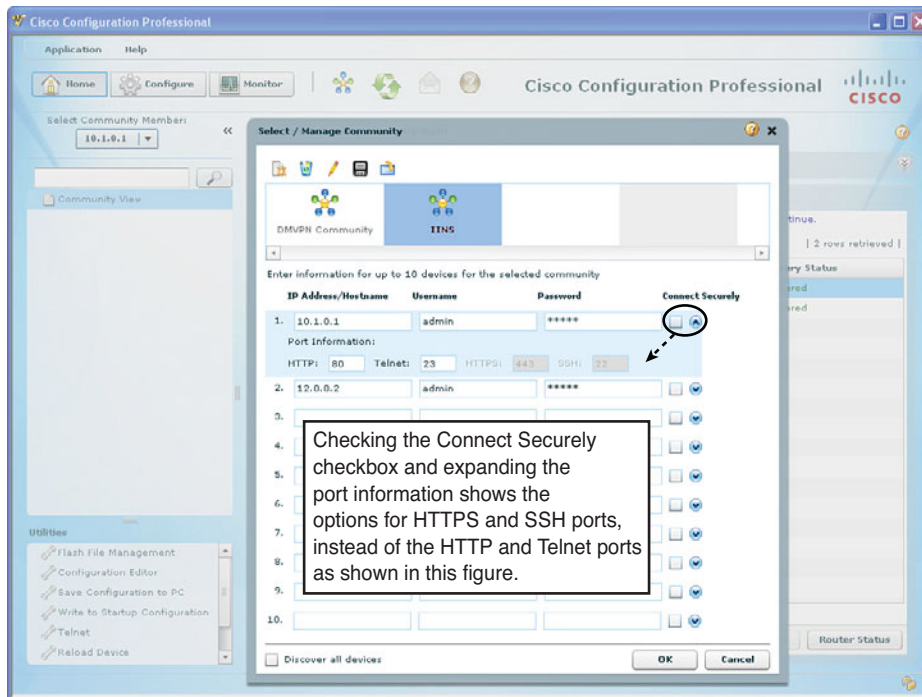 Cisco Configuration Professional
Application Help
Home Configure Monitor
Cisco Configuration Professional
CISCO
Select Community Member:
10.1.0.1
Community View
Select / Manage Community
DMVPN Community
IINS
tinue.
| 2 rows retrieved |
ery Status
ered
ered
Enter information for up to 10 devices for the selected community
IP Address/Hostname Username Password Connect Securely
1. 10.1.0.1 admin *****
Port Information:
HTTP: 80 Telnet: 23 HTTPS: 443 SSH: 22
2. 12.0.0.2 admin *****
3.
4.
5.
6.
7.
8.
9.
10.
Checking the Connect Securely
checkbox and expanding the
port information shows the
options for HTTPS and SSH ports,
instead of the HTTP and Telnet ports
as shown in this figure.
Utilities
Flash File Management
Configuration Editor
Save Configuration to PC
Write to Startup Configuration
Telnet
Reload Device
Discover all devices
OK Cancel
Router Status